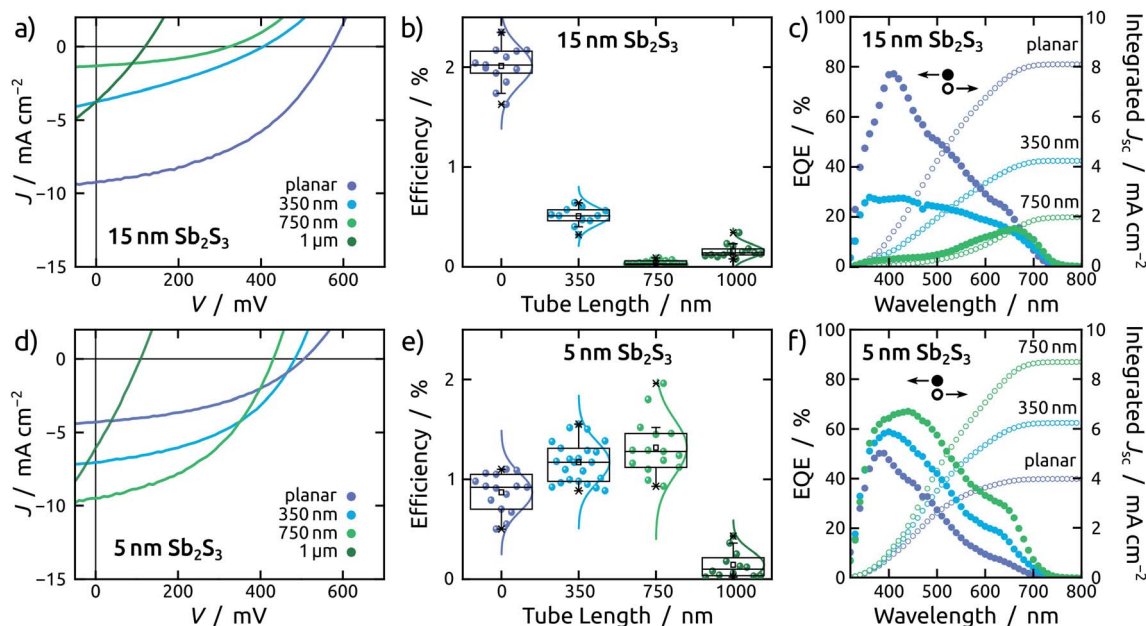 a)
0
−5
−10
−15
J / mA cm−2
planar
350 nm
750 nm
1 µm
15 nm Sb2S3
0 200 400 600
V / mV
b)
15 nm Sb2S3
2
1
0
Efficiency / %
0 350 750 1000
Tube Length / nm
c)
15 nm Sb2S3
planar
350 nm
750 nm
100
80
60
40
20
0
EQE / %
10
8
6
4
2
0
Integrated Jsc / mA cm−2
400 500 600 700 800
Wavelength / nm
d)
0
−5
−10
−15
J / mA cm−2
planar
350 nm
750 nm
1 µm
5 nm Sb2S3
0 200 400 600
V / mV
e)
5 nm Sb2S3
2
1
0
Efficiency / %
0 350 750 1000
Tube Length / nm
f)
5 nm Sb2S3
750 nm
350 nm
planar
100
80
60
40
20
0
EQE / %
10
8
6
4
2
0
Integrated Jsc / mA cm−2
400 500 600 700 800
Wavelength / nm